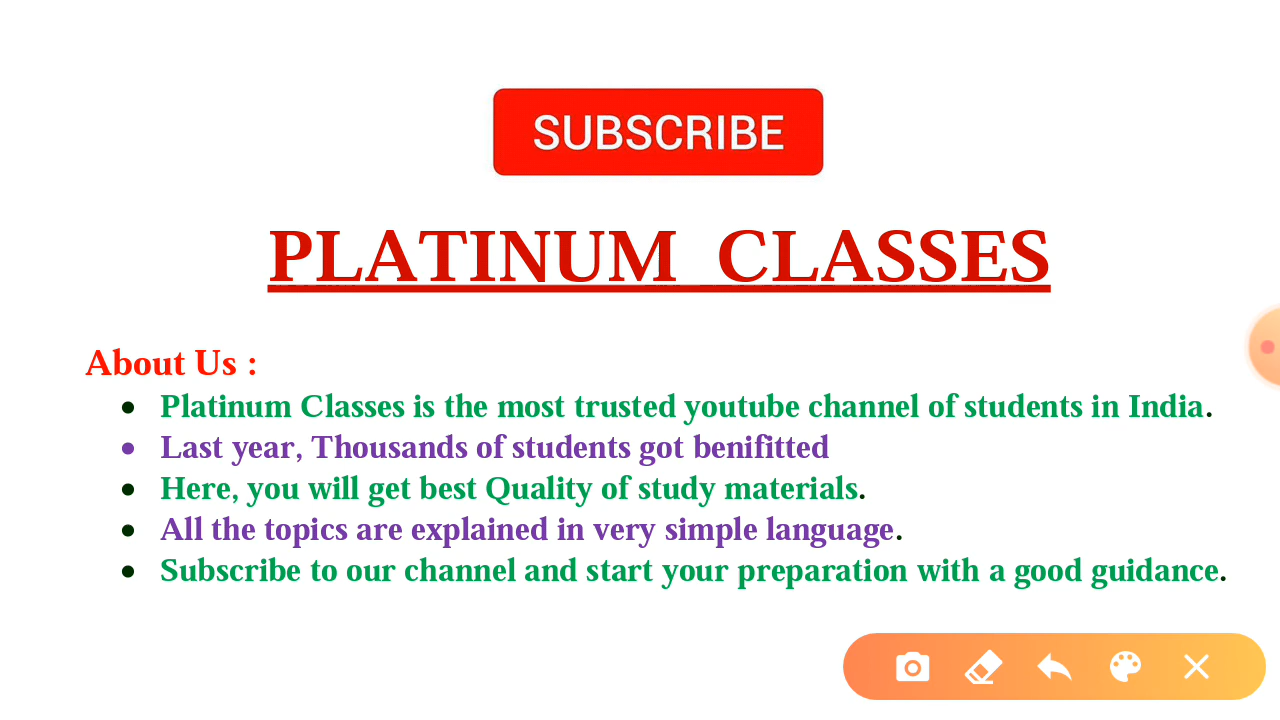 SUBSCRIBE
PLATINUM CLASSES
About Us :
• Platinum Classes is the most trusted youtube channel of students in India.
• Last year, Thousands of students got benifitted
• Here, you will get best Quality of study materials.
• All the topics are explained in very simple language.
• Subscribe to our channel and start your preparation with a good guidance.